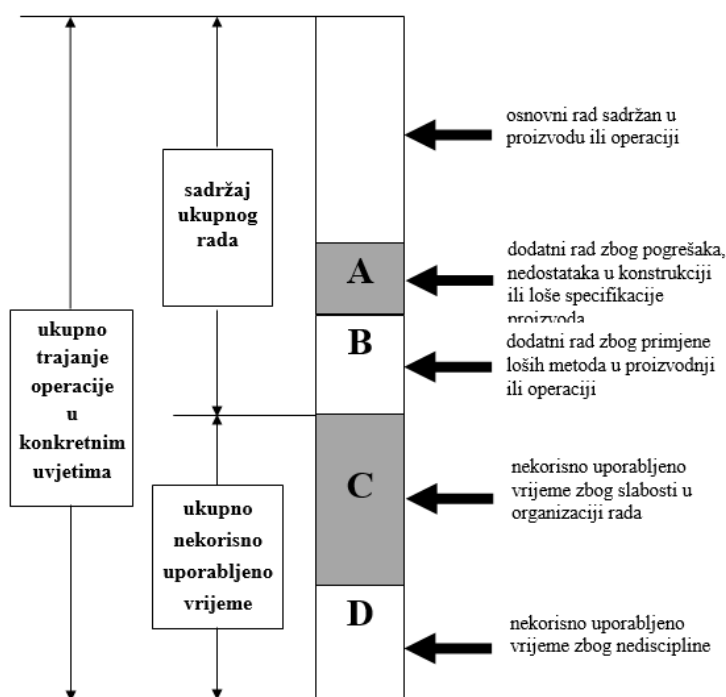 osnovni rad sadržan u
proizvodu ili operaciji
sadržaj
ukupnog
rada
A
dodatni rad zbog pogrešaka,
nedostataka u konstrukciji
ili loše specifikacije
proizvoda
ukupno
trajanje
operacije
u
konkretnim
uvjetima
B
dodatni rad zbog primjene
loših metoda u proizvodnji
ili operaciji
C
nekorisno uporabljeno
vrijeme zbog slabosti u
organizaciji rada
ukupno
nekorisno
uporabljeno
vrijeme
D
nekorisno uporabljeno
vrijeme zbog nediscipline